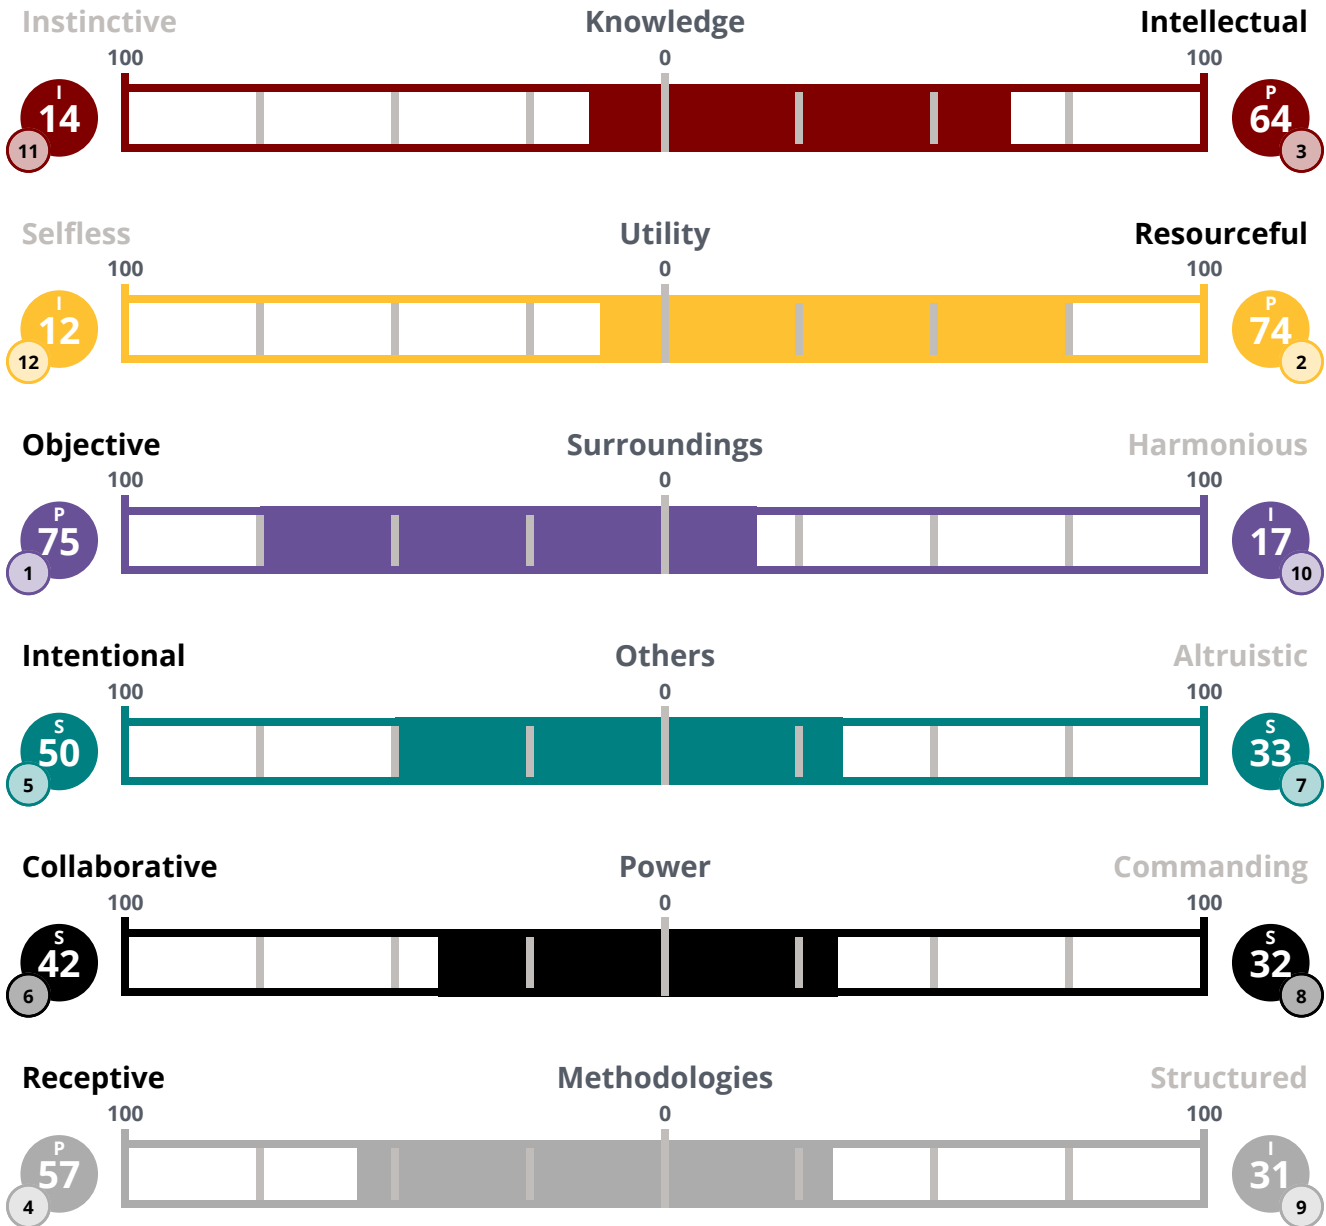 Instinctive Knowledge Intellectual
100 0 100
I 14 11 P 64 3
Selfless Utility Resourceful
100 0 100
I 12 12 P 74 2
Objective Surroundings Harmonious
100 0 100
P 75 1 I 17 10
Intentional Others Altruistic
100 0 100
S 50 5 S 33 7
Collaborative Power Commanding
100 0 100
S 42 6 S 32 8
Receptive Methodologies Structured
100 0 100
P 57 4 I 31 9